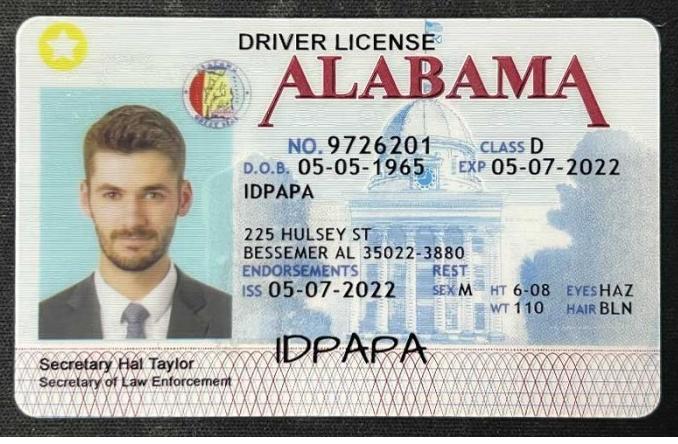 DRIVER LICENSE
ALABAMA
NO. 9726201 CLASS D
D.O.B. 05-05-1965 EXP 05-07-2022
IDPAPA
225 HULSEY ST
BESSEMER AL 35022-3880
ENDORSEMENTS REST
ISS 05-07-2022 SEX M HT 6-08 EYES HAZ
WT 110 HAIR BLN
IDPAPA
Secretary Hal Taylor
Secretary of Law Enforcement